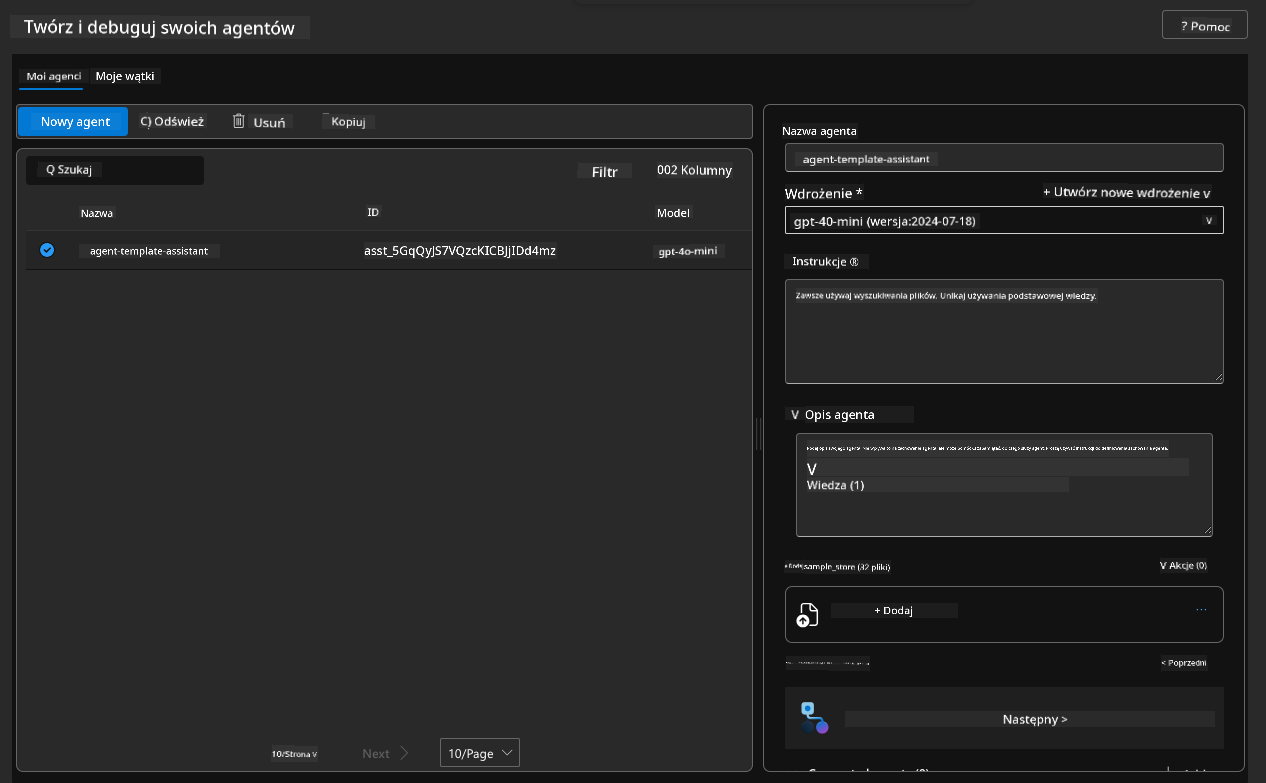 Twórz i debuguj swoich agentów
? Pomoc
Moi agenci
Moje wątki
Nowy agent
C) Odśwież
Usuń
Kopiuj
Q Szukaj
Filtr
002 Kolumny
Nazwa
ID
Model
agent-template-assistant
asst_5GqQyJS7VQzcKICBJjIDd4mz
gpt-4o-mini
10/Strona v
Next
10/Page
Nazwa agenta
agent-template-assistant
Wdrożenie *
+ Utwórz nowe wdrożenie v
gpt-40-mini (wersja:2024-07-18)
v
Instrukcje ®
Zawsze używaj wyszukiwania plików. Unikaj używania podstawowej wiedzy.
V Opis agenta
V
Wiedza (1)
sample_store (32 pliki)
V Akcje (0)
+ Dodaj
...
< Poprzedni
Następny >